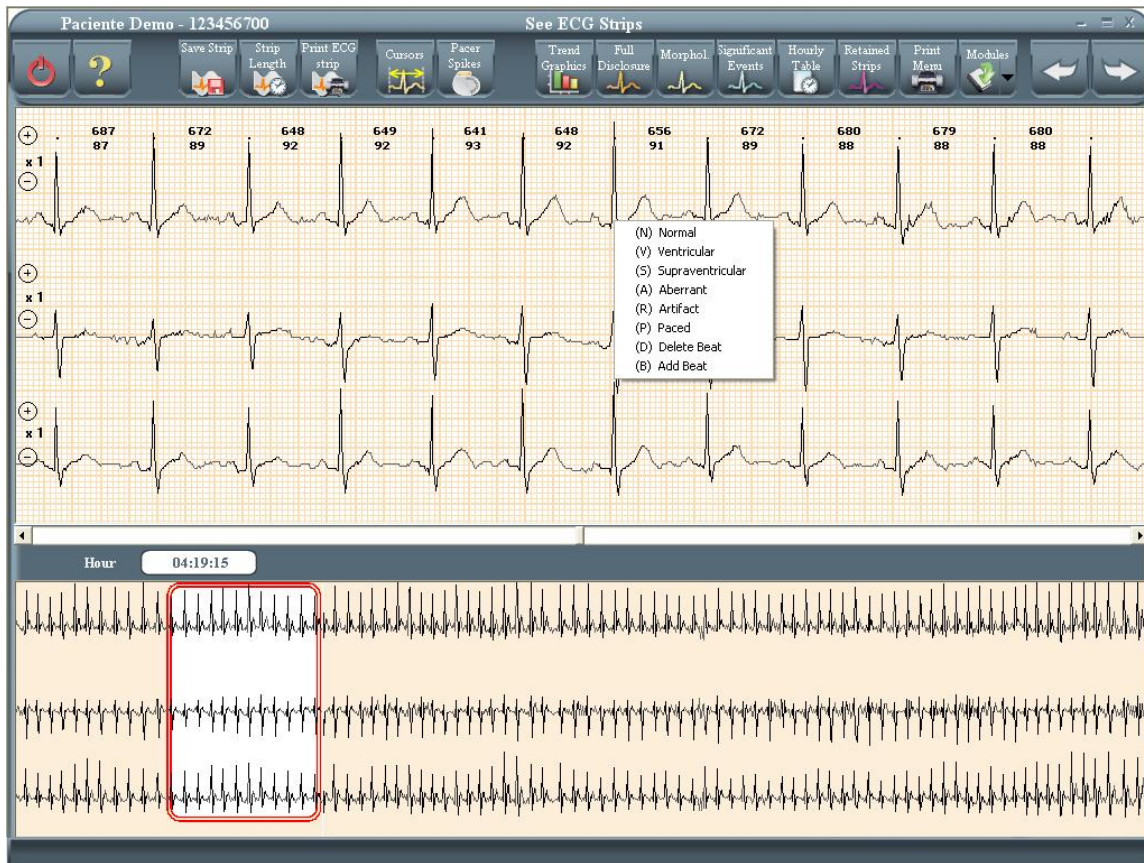 Paciente Demo - 123456700 See ECG Strips
Save Strip
Strip Length
Print ECG strip
Cursors
Pacer Spikes
Trend Graphics
Full Disclosure
Morphol.
Significant Events
Hourly Table
Retained Strips
Print Menu
Modules
687 672 648 649 641 648 656 672 680 679 680
87 89 92 92 93 92 91 89 88 88 88
x 1
(N) Normal
(V) Ventricular
(S) Supraventricular
(A) Aberrant
(R) Artifact
(P) Paced
(D) Delete Beat
(B) Add Beat
x 1
x 1
Hour 04:19:15